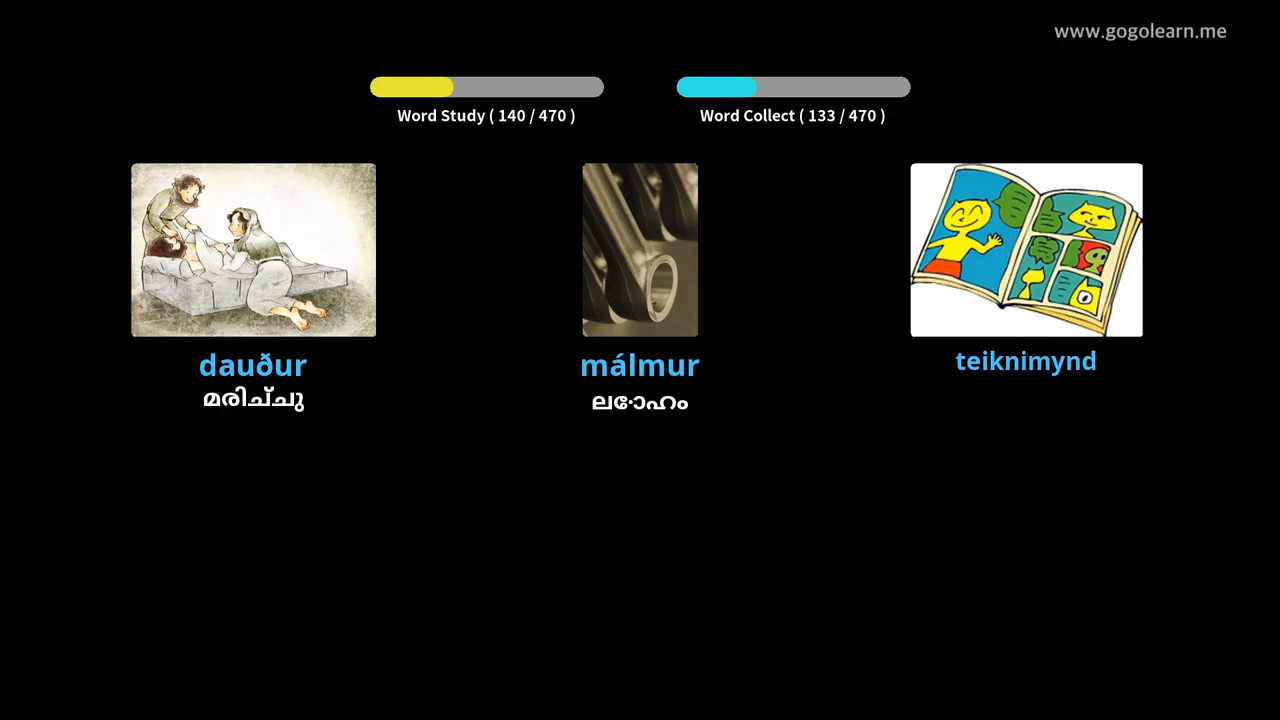 www.gogolearn.me
Word Study ( 140 / 470 )
Word Collect ( 133 / 470 )
dauður
മരിച്ചു
málmur
ലോഹം
teiknimynd